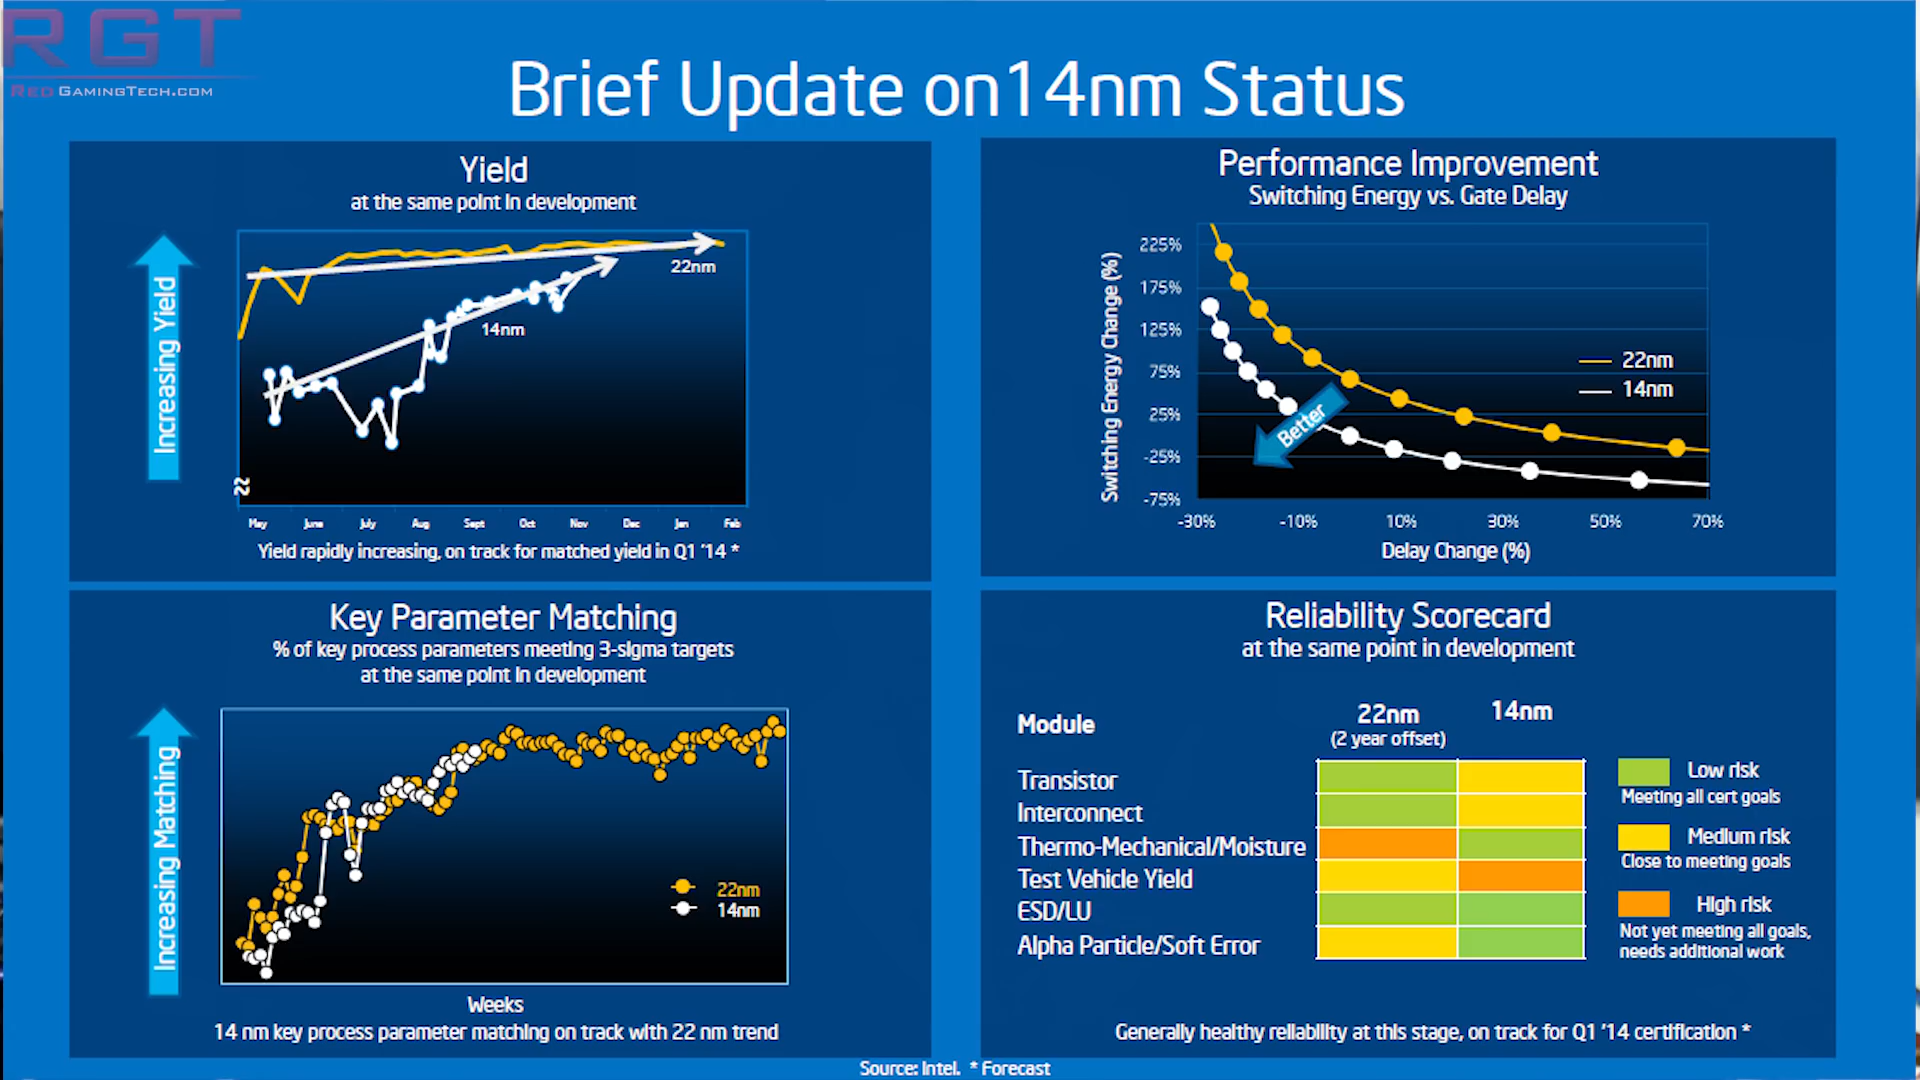 RGT
RedGamingTech.com
Brief Update on14nm Status
Yield
at the same point in development
Increasing Yield
22nm
14nm
May June July Aug Sept Oct Nov Dec Jan Feb
Yield rapidly increasing, on track for matched yield in Q1 '14 *
Performance Improvement
Switching Energy vs. Gate Delay
Switching Energy Change (%)
225%
175%
125%
75%
25%
-25%
-75%
22nm
14nm
Better
-30% -10% 10% 30% 50% 70%
Delay Change (%)
Key Parameter Matching
% of key process parameters meeting 3-sigma targets
at the same point in development
Increasing Matching
22nm
14nm
Weeks
14 nm key process parameter matching on track with 22 nm trend
Reliability Scorecard
at the same point in development
Module 22nm 14nm
(2 year offset)
Transistor
Interconnect
Thermo-Mechanical/Moisture
Test Vehicle Yield
ESD/LU
Alpha Particle/Soft Error
Low risk
Meeting all cert goals
Medium risk
Close to meeting goals
High risk
Not yet meeting all goals,
needs additional work
Generally healthy reliability at this stage, on track for Q1 '14 certification *
Source: Intel. * Forecast